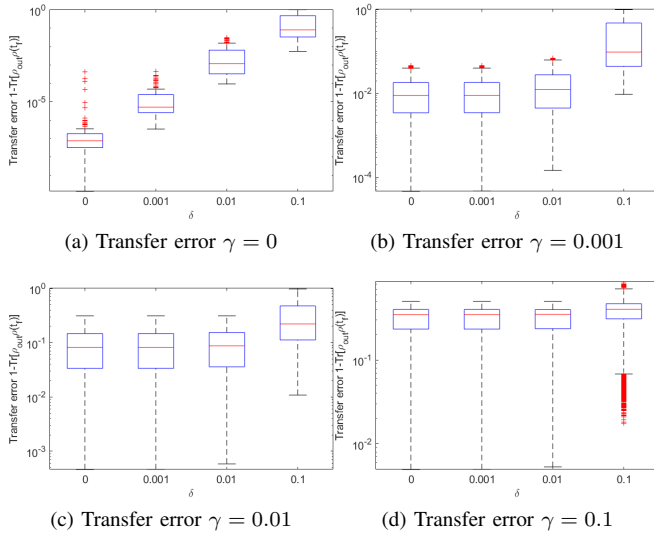 Transfer error 1-Tr[ρ_out ρ(t_f)]
10^0
10^-5
0
0.001
0.01
0.1
δ
(a) Transfer error γ = 0
Transfer error 1-Tr[ρ_out ρ(t_f)]
10^0
10^-2
10^-4
0
0.001
0.01
0.1
δ
(b) Transfer error γ = 0.001
Transfer error 1-Tr[ρ_out ρ(t_f)]
10^0
10^-1
10^-2
10^-3
0
0.001
0.01
0.1
δ
(c) Transfer error γ = 0.01
Transfer error 1-Tr[ρ_out ρ(t_f)]
10^-1
10^-2
0
0.001
0.01
0.1
δ
(d) Transfer error γ = 0.1